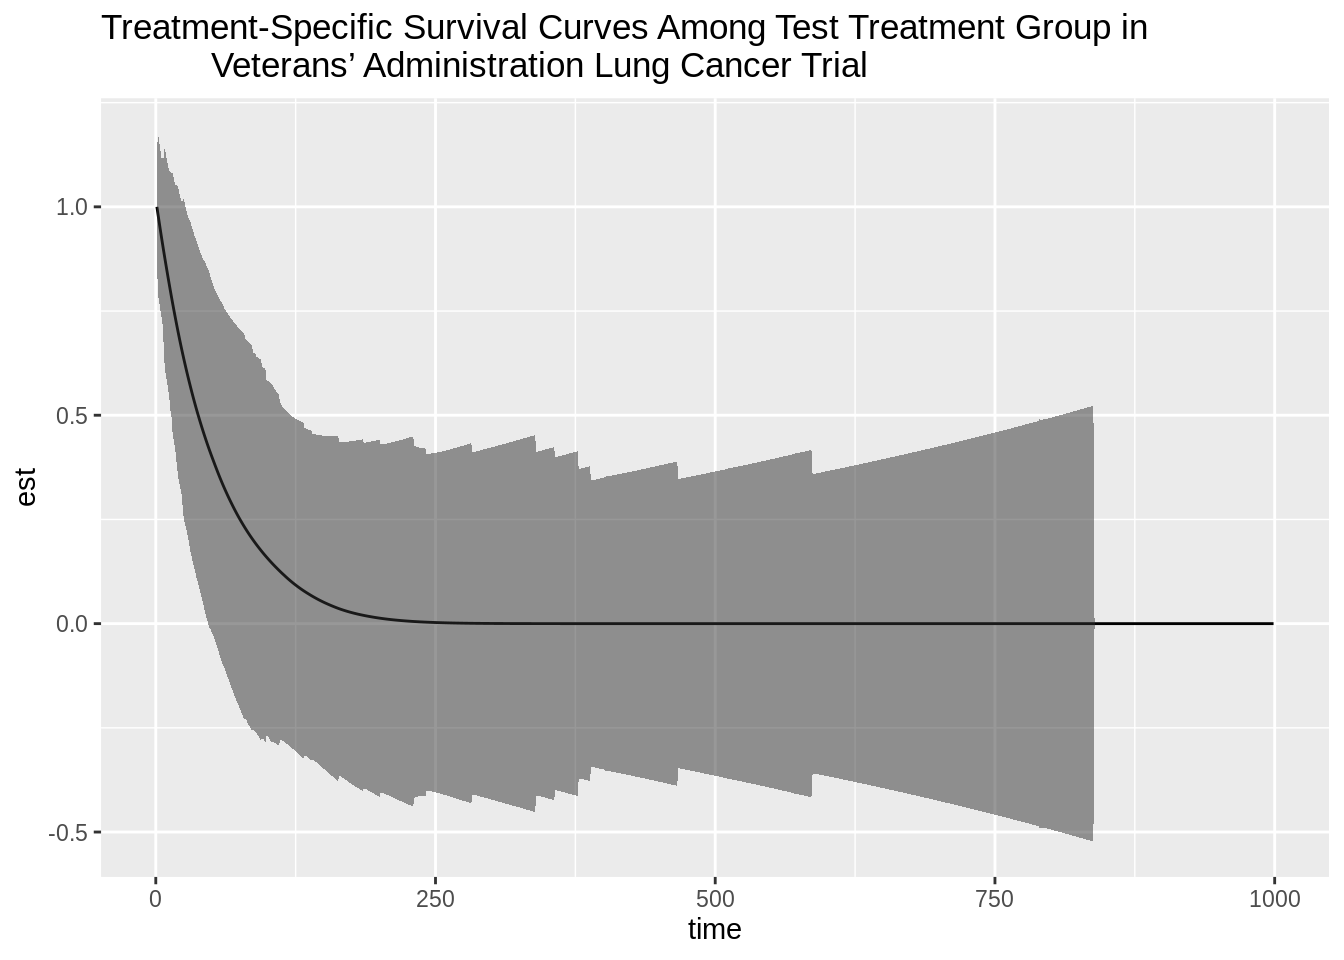 Treatment-Specific Survival Curves Among Test Treatment Group in
Veterans’ Administration Lung Cancer Trial
1.0
0.5
0.0
-0.5
est
0 250 500 750 1000
time